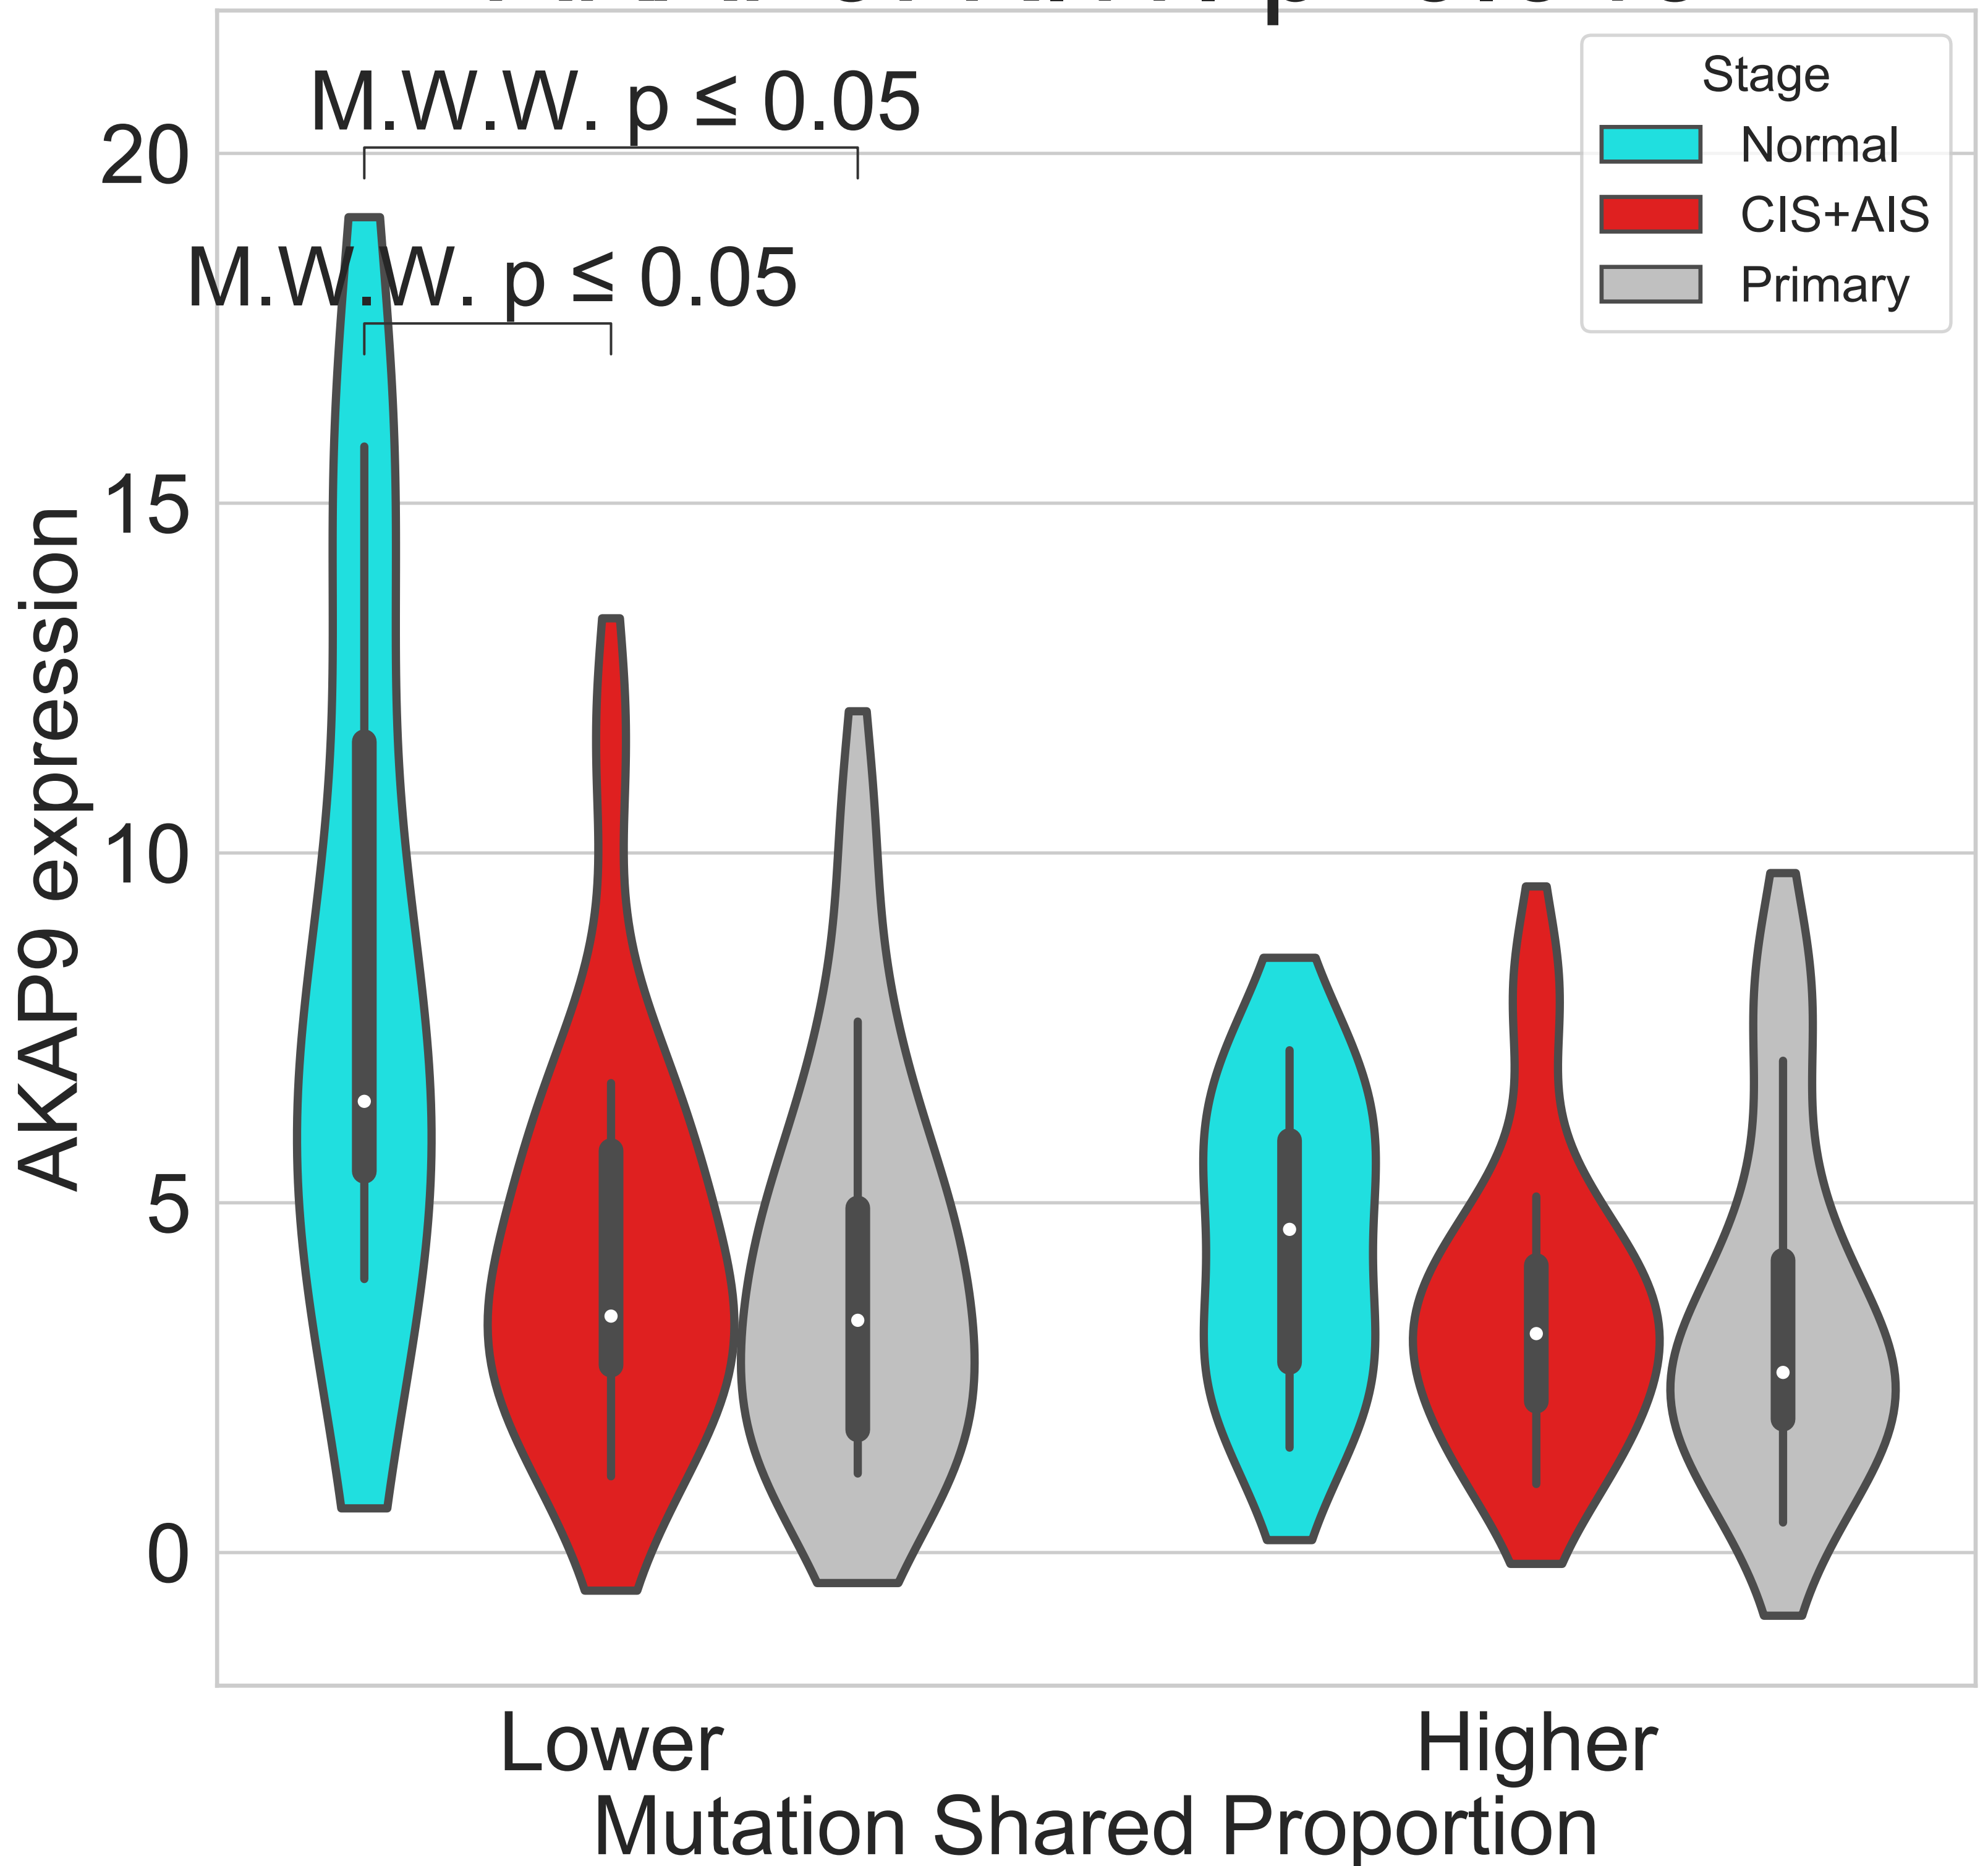 M.W.W. p ≤ 0.05
M.W.W. p ≤ 0.05
Stage
Normal
CIS+AIS
Primary
20
15
10
5
0
AKAP9 expression
Lower
Higher
Mutation Shared Proportion